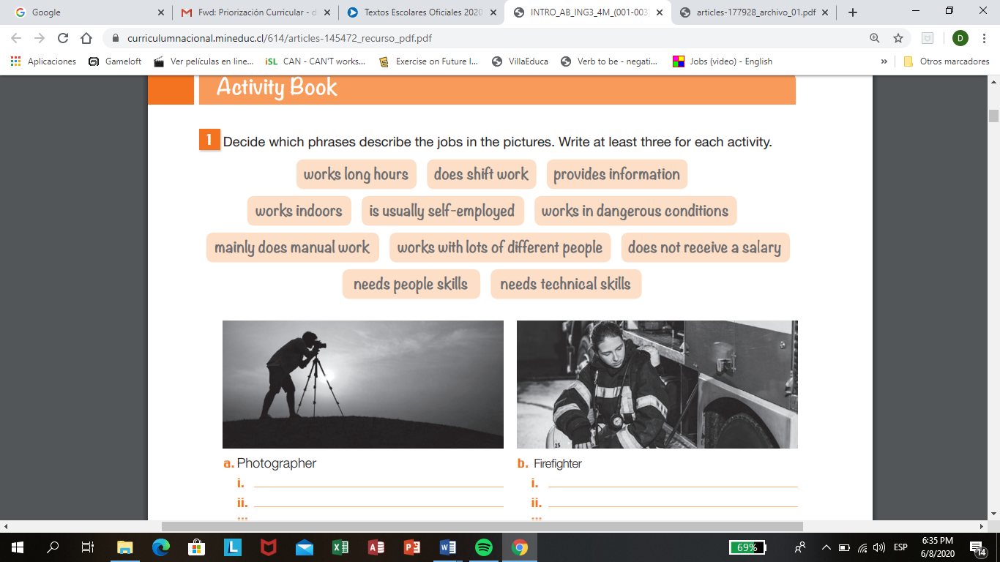 Google
Fwd: Priorización Curricular - d
Textos Escolares Oficiales 2020
INTRO_AB_ING3_4M_(001-003
articles-177928_archivo_01.pdf
curriculumnacional.mineduc.cl/614/articles-145472_recurso_pdf.pdf
D
Aplicaciones
Gameloft
Ver películas en line...
iSL CAN - CAN'T works...
Exercise on Future I...
VillaEduca
Verb to be - negati...
Jobs (video) - English
»
Otros marcadores
Activity Book
1 Decide which phrases describe the jobs in the pictures. Write at least three for each activity.
works long hours does shift work provides information
works indoors is usually self-employed works in dangerous conditions
mainly does manual work works with lots of different people does not receive a salary
needs people skills needs technical skills
25
a. Photographer
i.
ii.
b. Firefighter
i.
ii.
69%
ESP
6:35 PM
6/8/2020
14